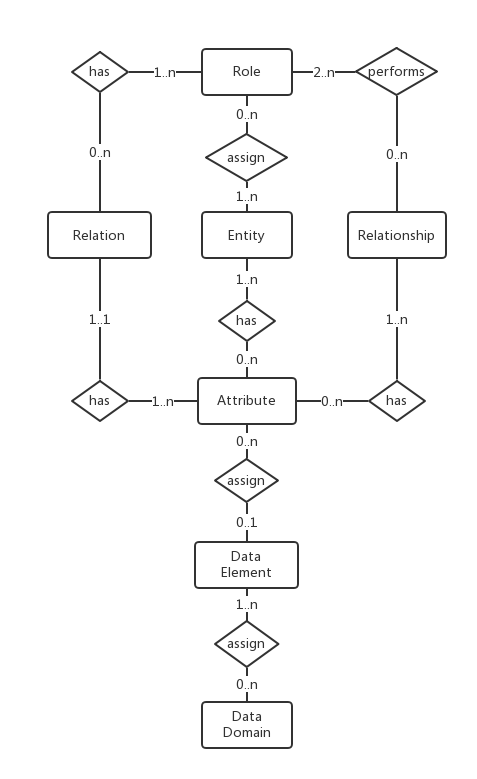 has
1..n
Role
2..n
performs
0..n
0..n
assign
0..n
1..n
Relation
Entity
Relationship
1..n
1..1
has
1..n
0..n
has
1..n
Attribute
0..n
has
0..n
assign
0..1
Data
Element
1..n
assign
0..n
Data
Domain